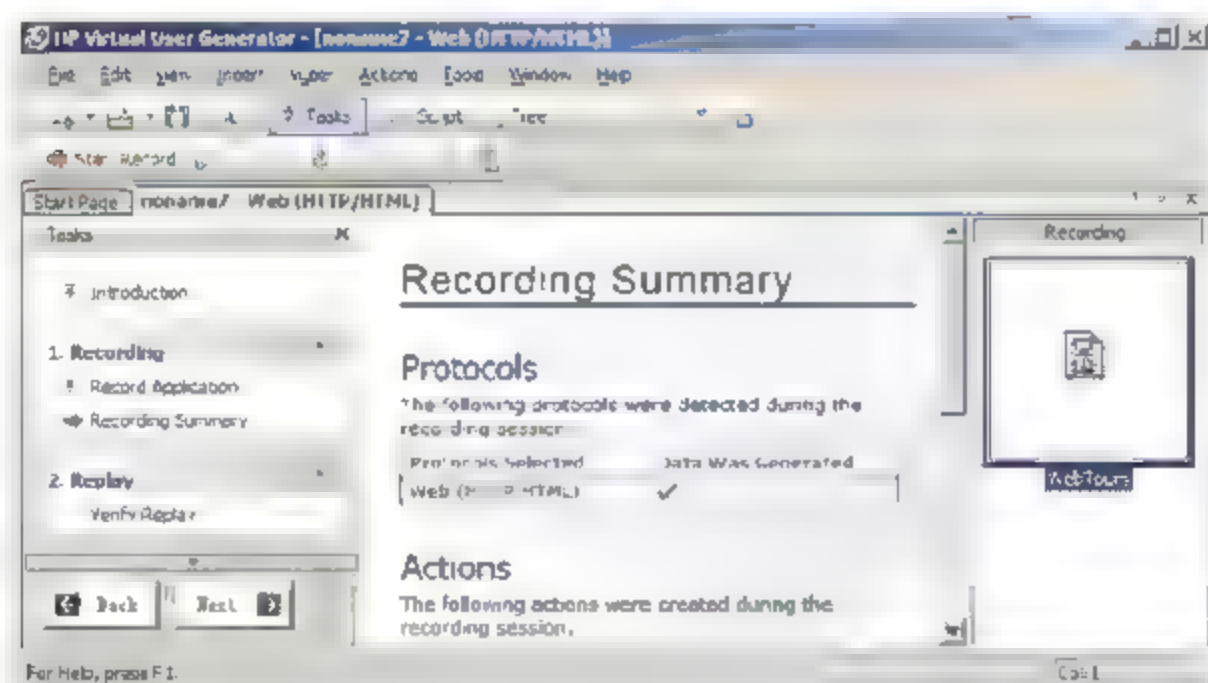 HP Virtual User Generator - [noname7 - Web (HTTP/HTML)]
File Edit View Insert Vuser Actions Tools Window Help
Tasks Script Tree
Start Record
Start Page noname7 - Web (HTTP/HTML)
Tasks
Recording
Introduction
Recording Summary
1. Recording
Protocols
Record Application
The following protocols were detected during the
Recording Summary
recording session
Protocols Selected Data Was Generated
2. Replay
Web (HTTP/HTML)
WebTours
Verify Replay
Actions
Back Next
The following actions were created during the
recording session.
For Help, press F1.